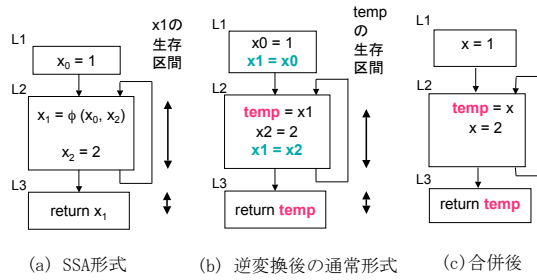 L1
x₀ = 1
L2
x₁ = ϕ (x₀, x₂)
x₂ = 2
L3
return x₁
x1の
生存
区間
(a) SSA形式
L1
x0 = 1
x1 = x0
L2
temp = x1
x2 = 2
x1 = x2
L3
return temp
temp
の
生存
区間
(b) 逆変換後の通常形式
L1
x = 1
L2
temp = x
x = 2
L3
return temp
(c) 合併後